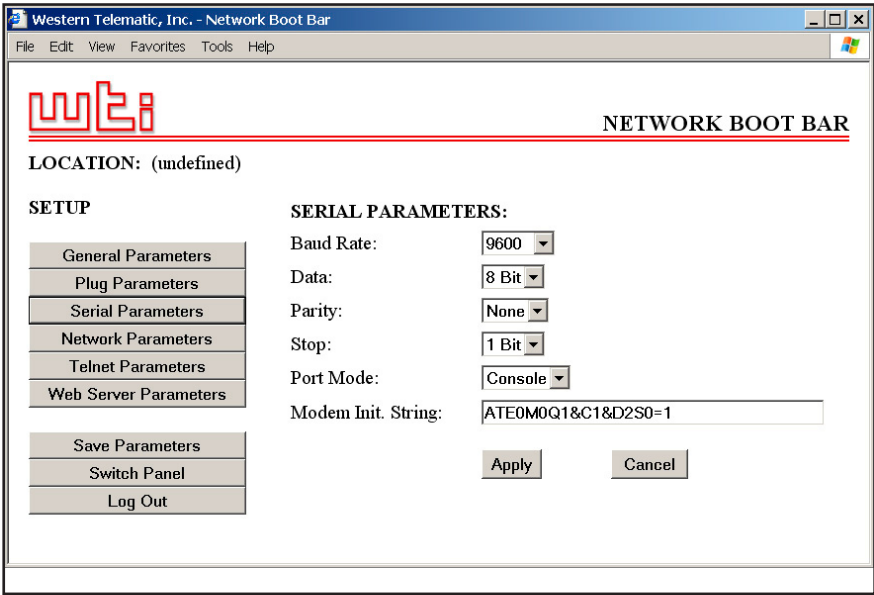 Western Telematic, Inc. - Network Boot Bar
File Edit View Favorites Tools Help
wti
NETWORK BOOT BAR
LOCATION: (undefined)
SETUP
General Parameters
Plug Parameters
Serial Parameters
Network Parameters
Telnet Parameters
Web Server Parameters
Save Parameters
Switch Panel
Log Out
SERIAL PARAMETERS:
Baud Rate: 9600
Data: 8 Bit
Parity: None
Stop: 1 Bit
Port Mode: Console
Modem Init. String: ATE0M0Q1&C1&D2S0=1
Apply Cancel